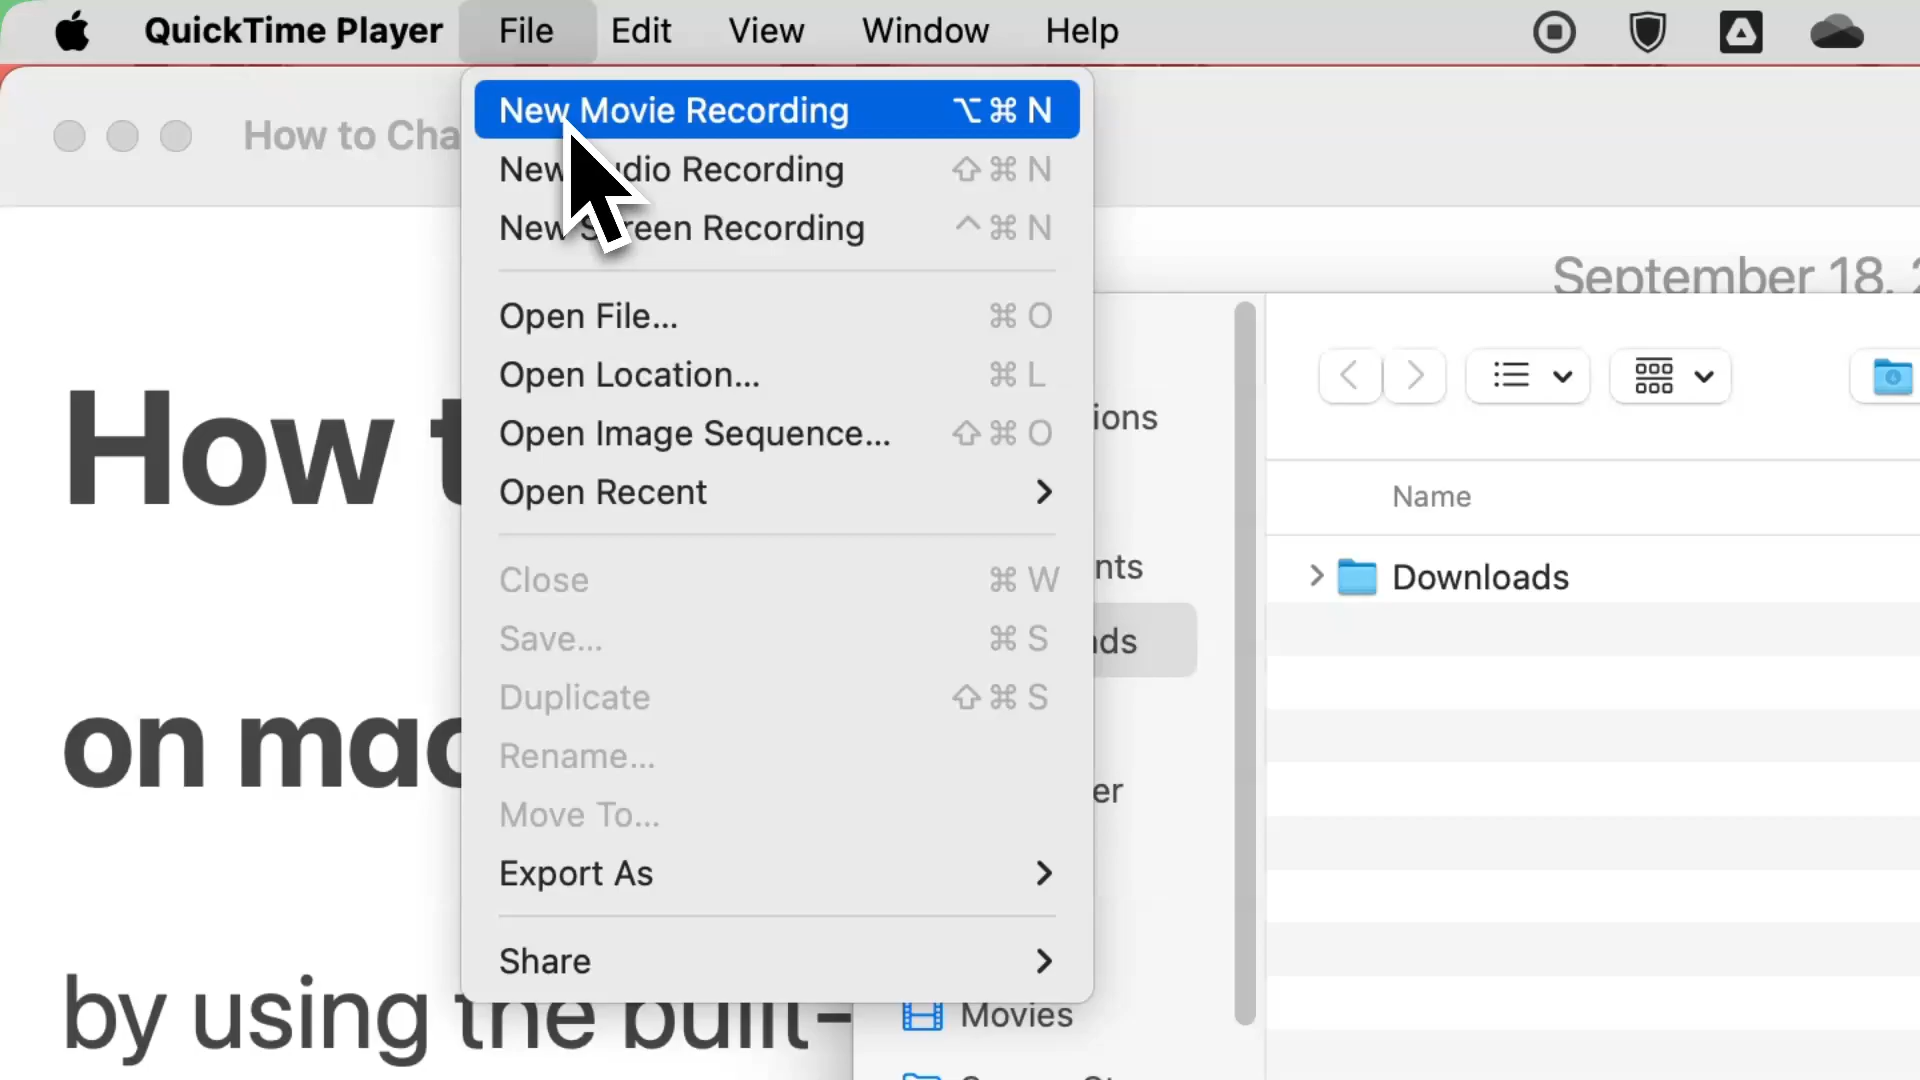 QuickTime Player File Edit View Window Help
How to Cha
New Movie Recording ⌥⌘N
New dio Recording ⇧⌘N
New Screen Recording ^⌘N
Open File... ⌘O
Open Location... ⌘L
Open Image Sequence... ⇧⌘O
Open Recent
Close ⌘W
Save... ⌘S
Duplicate ⇧⌘S
Rename...
Move To...
Export As
Share
September 18,
How t
on mac
by using the built-
ions
nts
ds
er
Movies
Name
Downloads